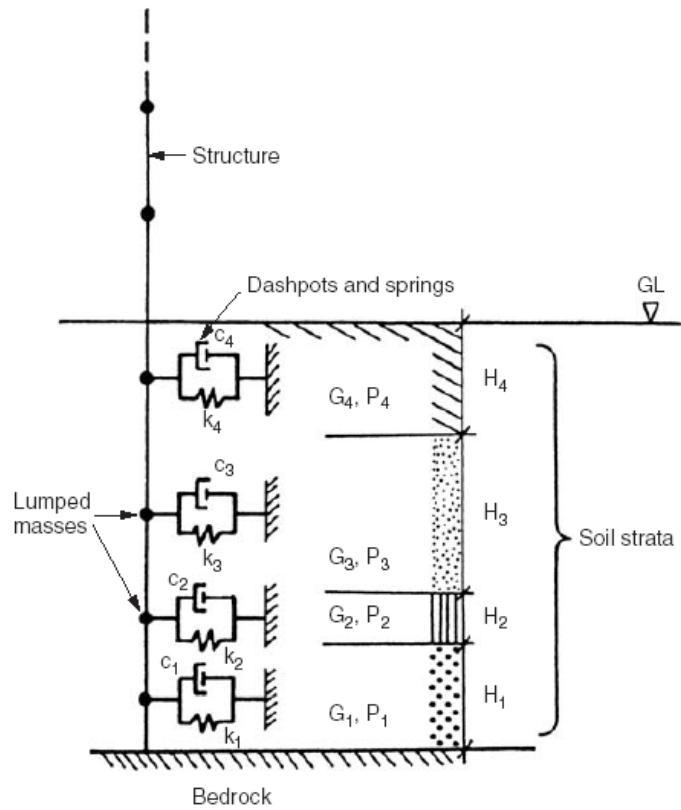 Structure
Dashpots and springs
GL
c₄
k₄
G₄, P₄
H₄
c₃
k₃
Lumped
masses
G₃, P₃
H₃
Soil strata
c₂
k₂
G₂, P₂
H₂
c₁
k₁
G₁, P₁
H₁
Bedrock